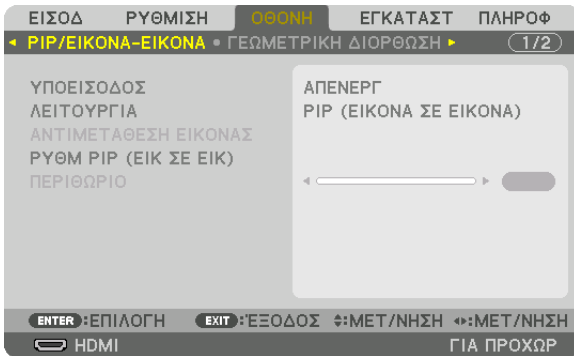 ΕΙΣΟΔ ΡΥΘΜΙΣΗ ΟΘΟΝΗ ΕΓΚΑΤΑΣΤ ΠΛΗΡΟΦ
PIP/ΕΙΚΟΝΑ-ΕΙΚΟΝΑ • ΓΕΩΜΕΤΡΙΚΗ ΔΙΟΡΘΩΣΗ 1/2
ΥΠΟΕΙΣΟΔΟΣ ΑΠΕΝΕΡΓ
ΛΕΙΤΟΥΡΓΙΑ PIP (ΕΙΚΟΝΑ ΣΕ ΕΙΚΟΝΑ)
ΑΝΤΙΜΕΤΑΘΕΣΗ ΕΙΚΟΝΑΣ
ΡΥΘΜ PIP (ΕΙΚ ΣΕ ΕΙΚ)
ΠΕΡΙΘΩΡΙΟ
ENTER :ΕΠΙΛΟΓΗ EXIT :ΈΞΟΔΟΣ :ΜΕΤ/ΝΗΣΗ :ΜΕΤ/ΝΗΣΗ
HDMI ΓΙΑ ΠΡΟΧΩΡ